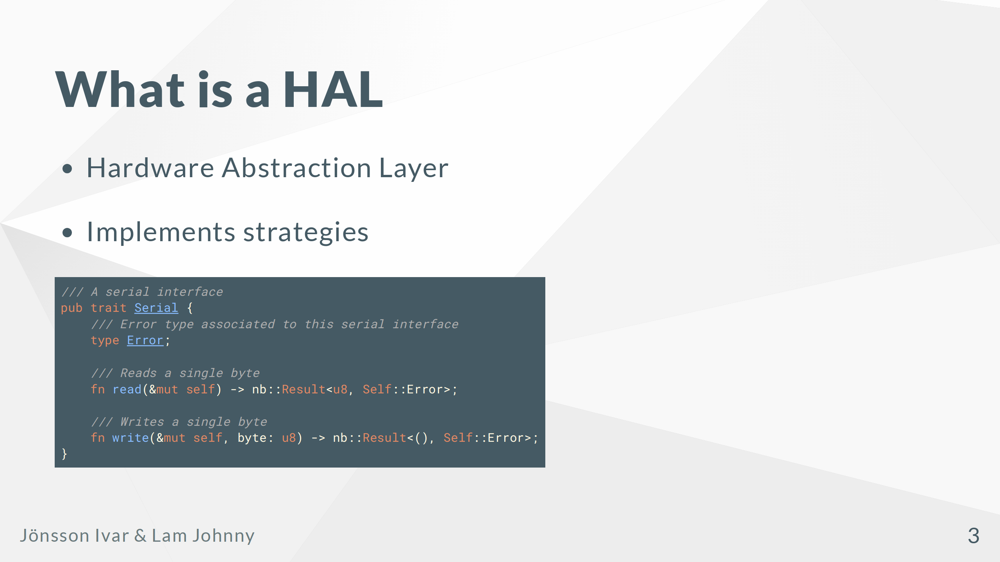 What is a HAL
• Hardware Abstraction Layer
• Implements strategies
/// A serial interface
pub trait Serial {
    /// Error type associated to this serial interface
    type Error;

    /// Reads a single byte
    fn read(&mut self) -> nb::Result<u8, Self::Error>;

    /// Writes a single byte
    fn write(&mut self, byte: u8) -> nb::Result<(), Self::Error>;
}
Jönsson Ivar & Lam Johnny
3